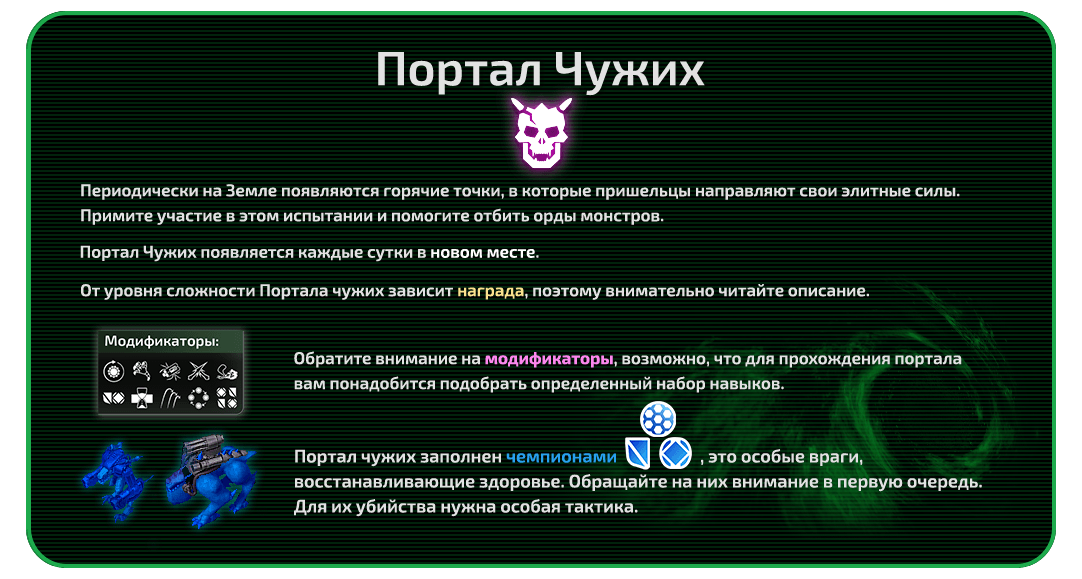 Портал Чужих
Периодически на Земле появляются горячие точки, в которые пришельцы направляют свои элитные силы.
Примите участие в этом испытании и помогите отбить орды монстров.
Портал Чужих появляется каждые сутки в новом месте.
От уровня сложности Портала чужих зависит награда, поэтому внимательно читайте описание.
Модификаторы:
Обратите внимание на модификаторы, возможно, что для прохождения портала
вам понадобится подобрать определенный набор навыков.
Портал чужих заполнен чемпионами , это особые враги,
восстанавливающие здоровье. Обращайте на них внимание в первую очередь.
Для их убийства нужна особая тактика.